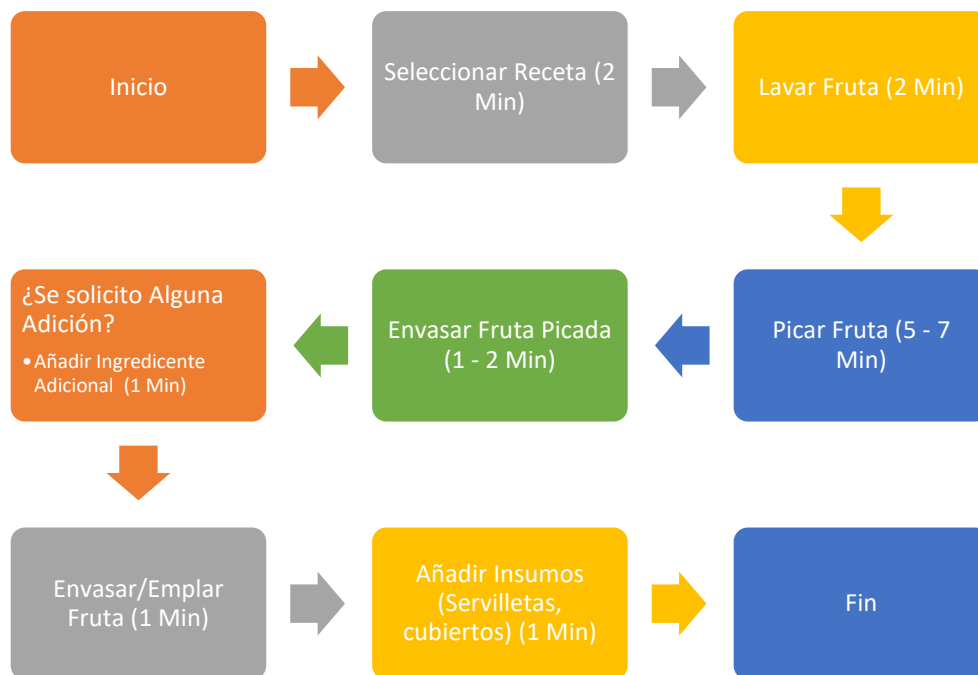 Inicio
Seleccionar Receta (2
Min)
Lavar Fruta (2 Min)
Picar Fruta (5 - 7
Min)
Envasar Fruta Picada
(1 - 2 Min)
¿Se solicito Alguna
Adición?
•Añadir Ingredicente
Adicional (1 Min)
Envasar/Emplar
Fruta (1 Min)
Añadir Insumos
(Servilletas,
cubiertos) (1 Min)
Fin